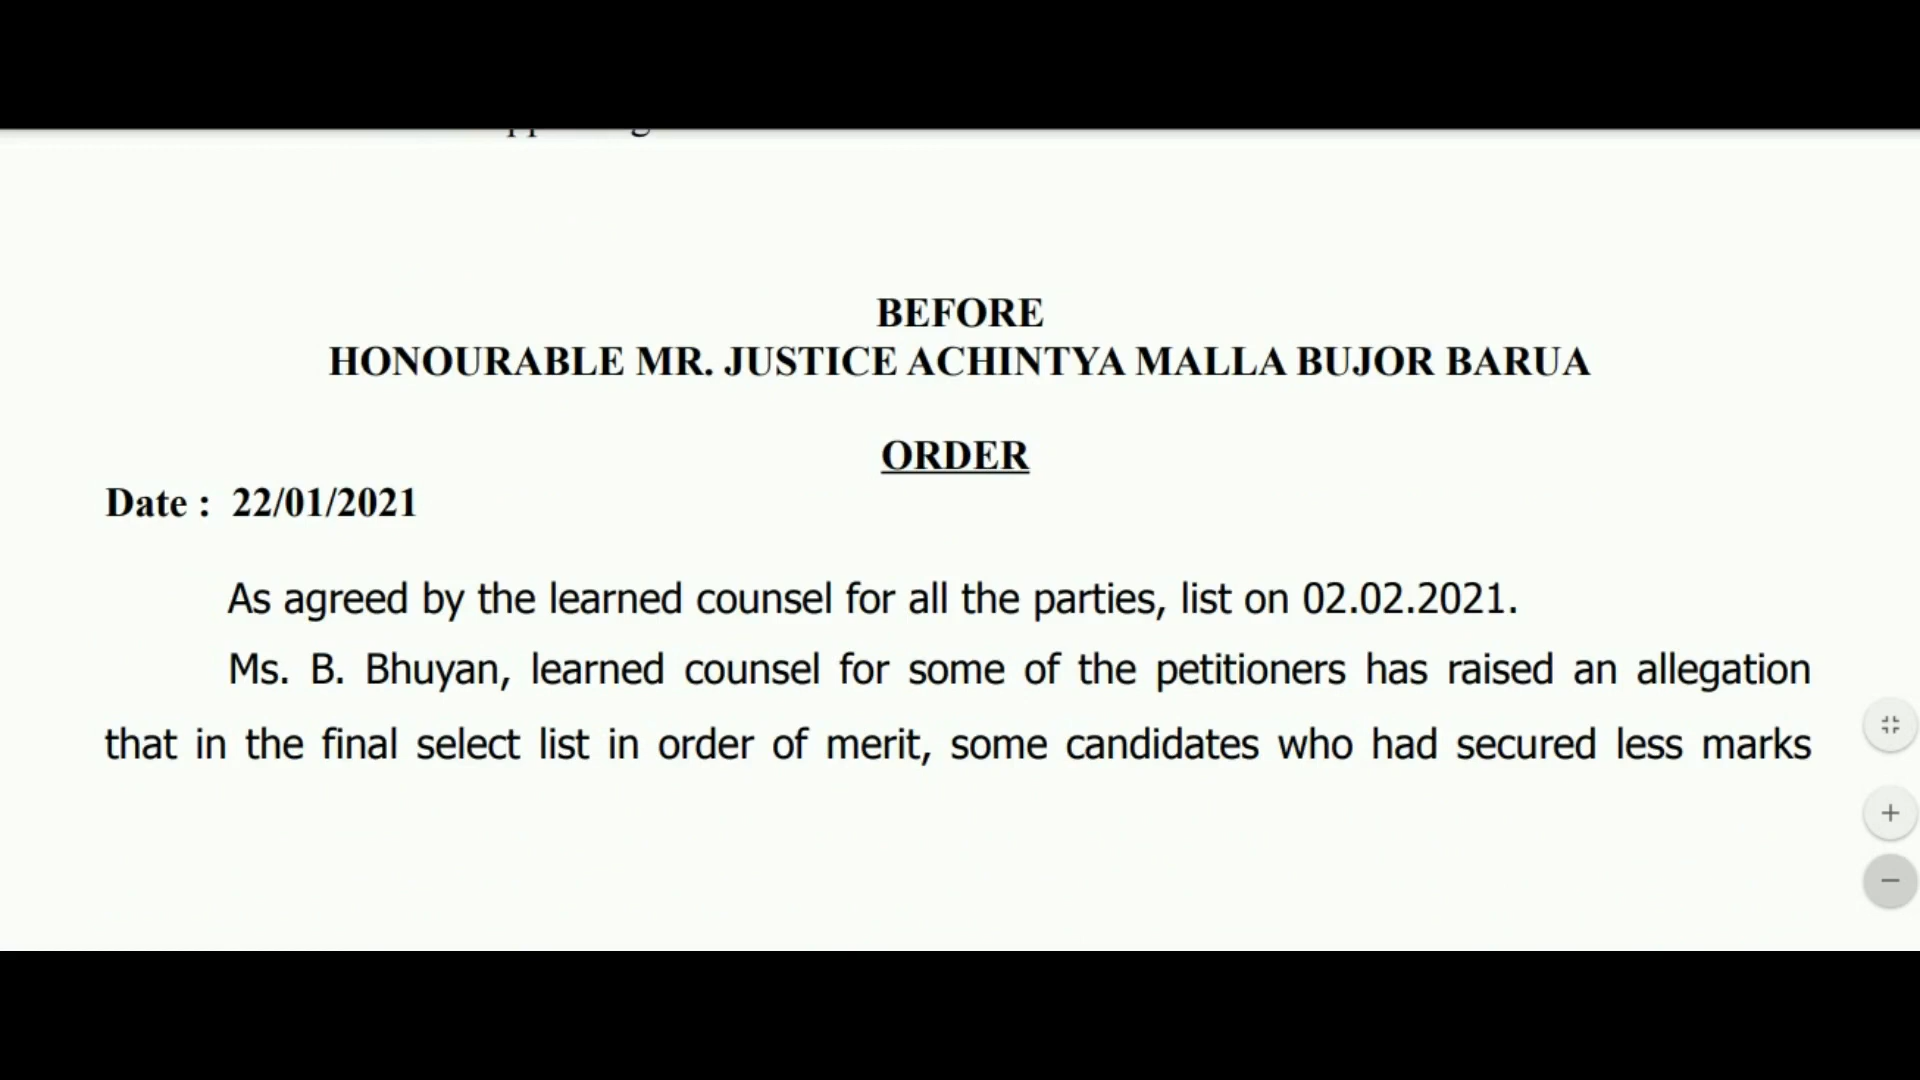 BEFORE
HONOURABLE MR. JUSTICE ACHINTYA MALLA BUJOR BARUA
ORDER
Date : 22/01/2021
As agreed by the learned counsel for all the parties, list on 02.02.2021.
Ms. B. Bhuyan, learned counsel for some of the petitioners has raised an allegation
that in the final select list in order of merit, some candidates who had secured less marks